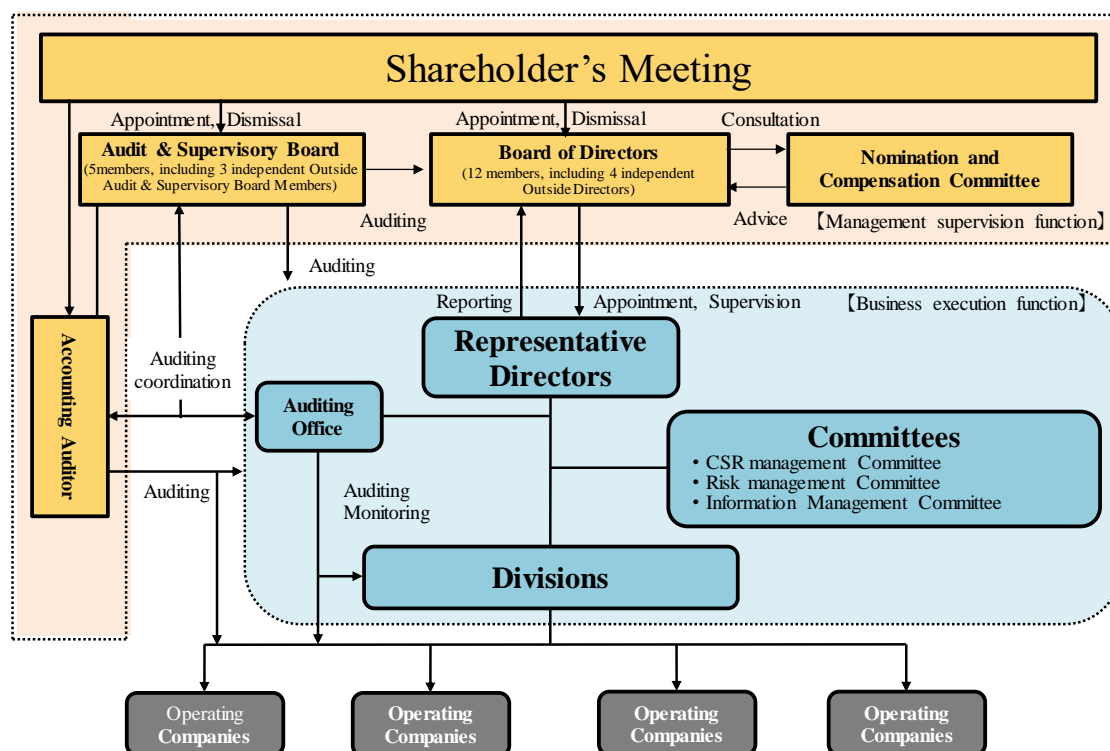 Shareholder's Meeting
Appointment, Dismissal
Appointment, Dismissal
Consultation
Audit & Supervisory Board
(5members, including 3 independent Outside
Audit & Supervisory Board Members)
Board of Directors
(12 members, including 4 independent
Outside Directors)
Nomination and
Compensation Committee
Auditing
Advice
【Management supervision function】
Auditing
Reporting
Appointment, Supervision
【Business execution function】
Accounting Auditor
Representative
Directors
Auditing
coordination
Auditing
Office
Committees
・CSR management Committee
・Risk management Committee
・Information Management Committee
Auditing
Auditing
Monitoring
Divisions
Operating
Companies
Operating
Companies
Operating
Companies
Operating
Companies